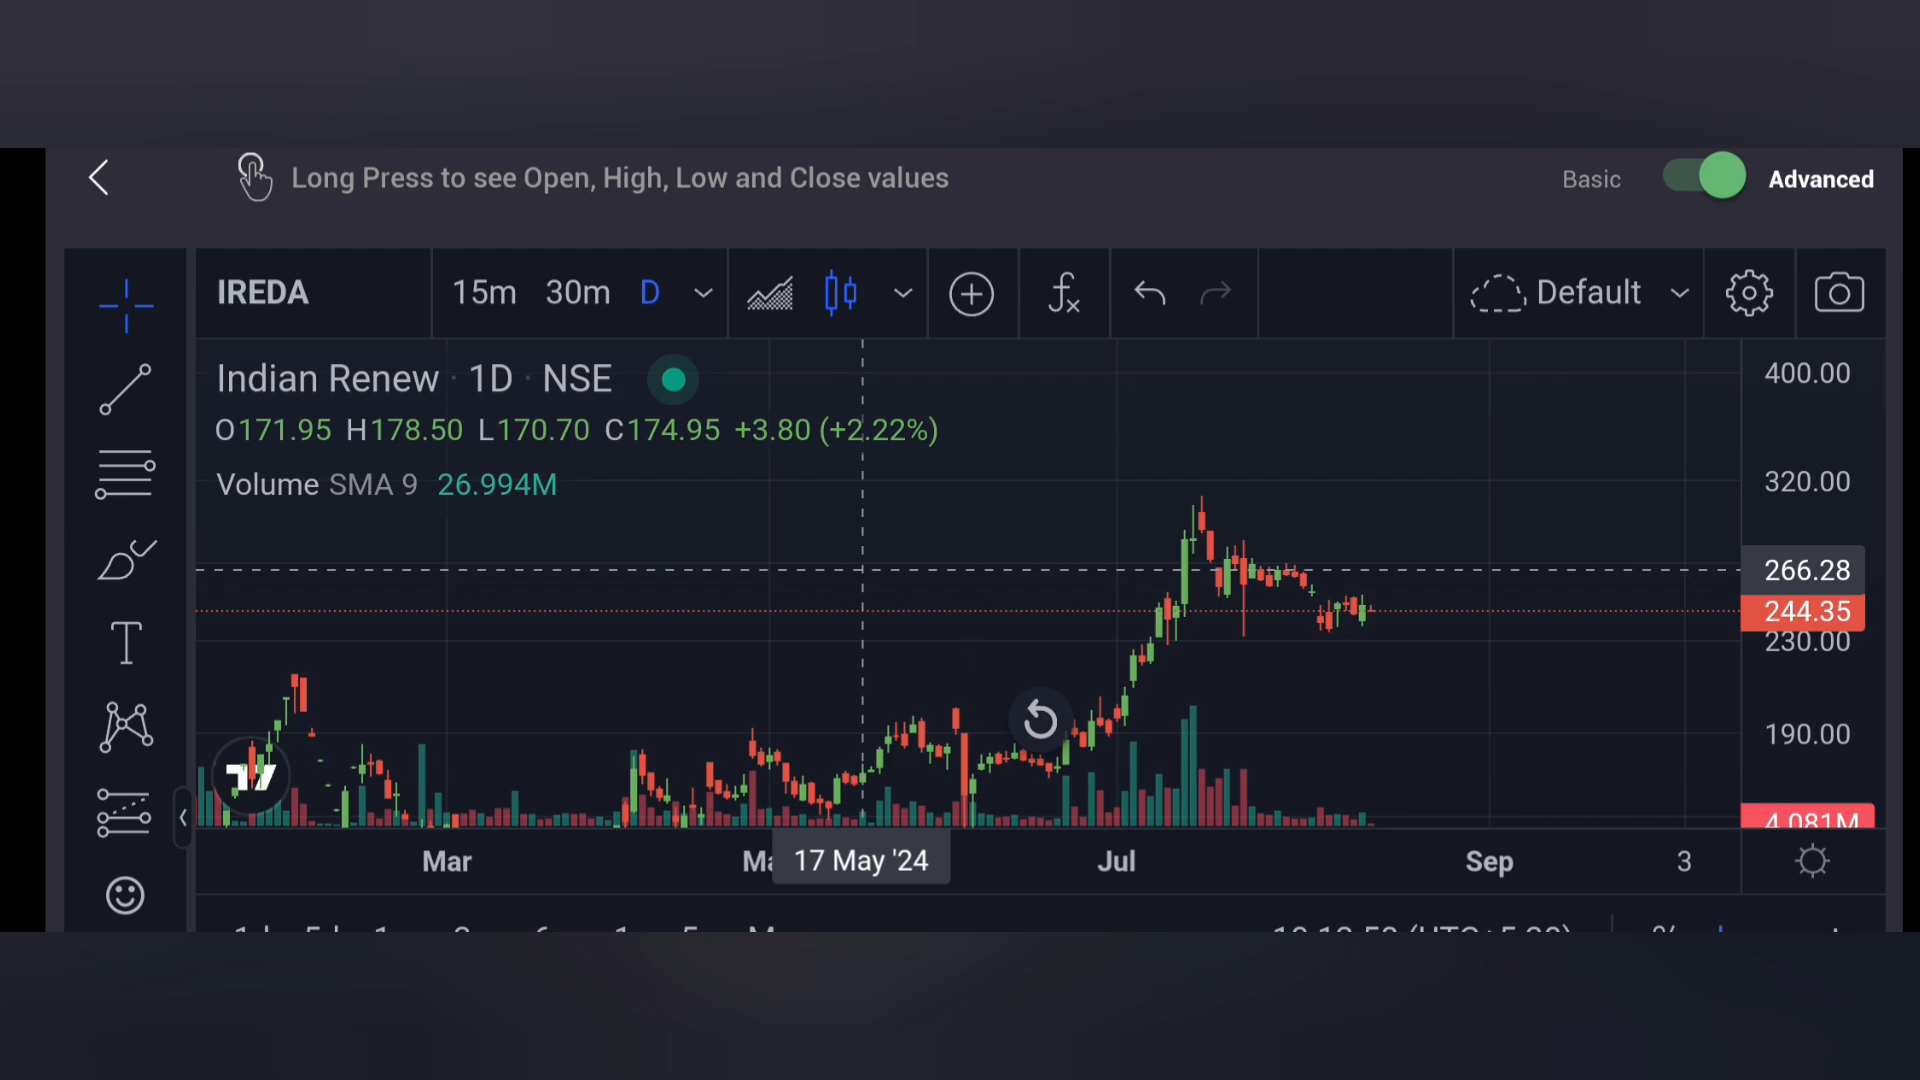 Long Press to see Open, High, Low and Close values
Basic Advanced
IREDA 15m 30m D Default
Indian Renew · 1D · NSE
O171.95 H178.50 L170.70 C174.95 +3.80 (+2.22%)
Volume SMA 9 26.994M
400.00
320.00
266.28
244.35
230.00
190.00
4.081M
Mar 17 May '24 Jul Sep 3